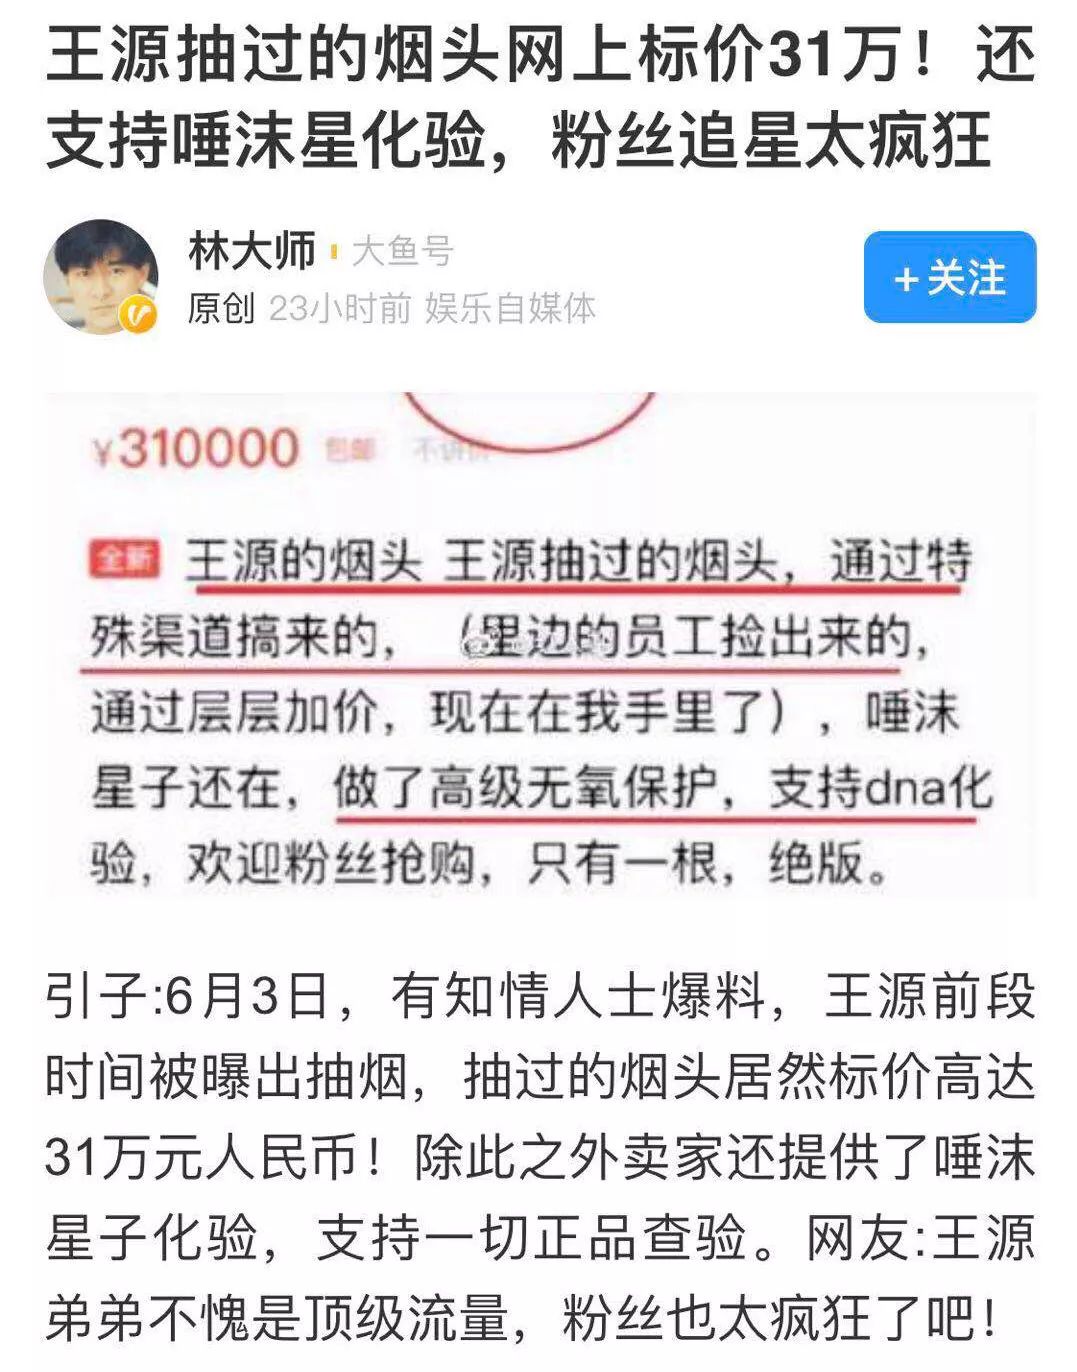 王源抽过的烟头网上标价31万！还
支持唾沫星化验，粉丝追星太疯狂
林大师 大鱼号
+关注
原创 23小时前 娱乐自媒体
¥310000 包邮 不讲价
全新 王源的烟头 王源抽过的烟头，通过特
殊渠道搞来的，（里边的员工捡出来的，
通过层层加价，现在在我手里了），唾沫
星子还在，做了高级无氧保护，支持dna化
验，欢迎粉丝抢购，只有一根，绝版。
引子:6月3日，有知情人士爆料，王源前段
时间被曝出抽烟，抽过的烟头居然标价高达
31万元人民币！除此之外卖家还提供了唾沫
星子化验，支持一切正品查验。网友:王源
弟弟不愧是顶级流量，粉丝也太疯狂了吧！